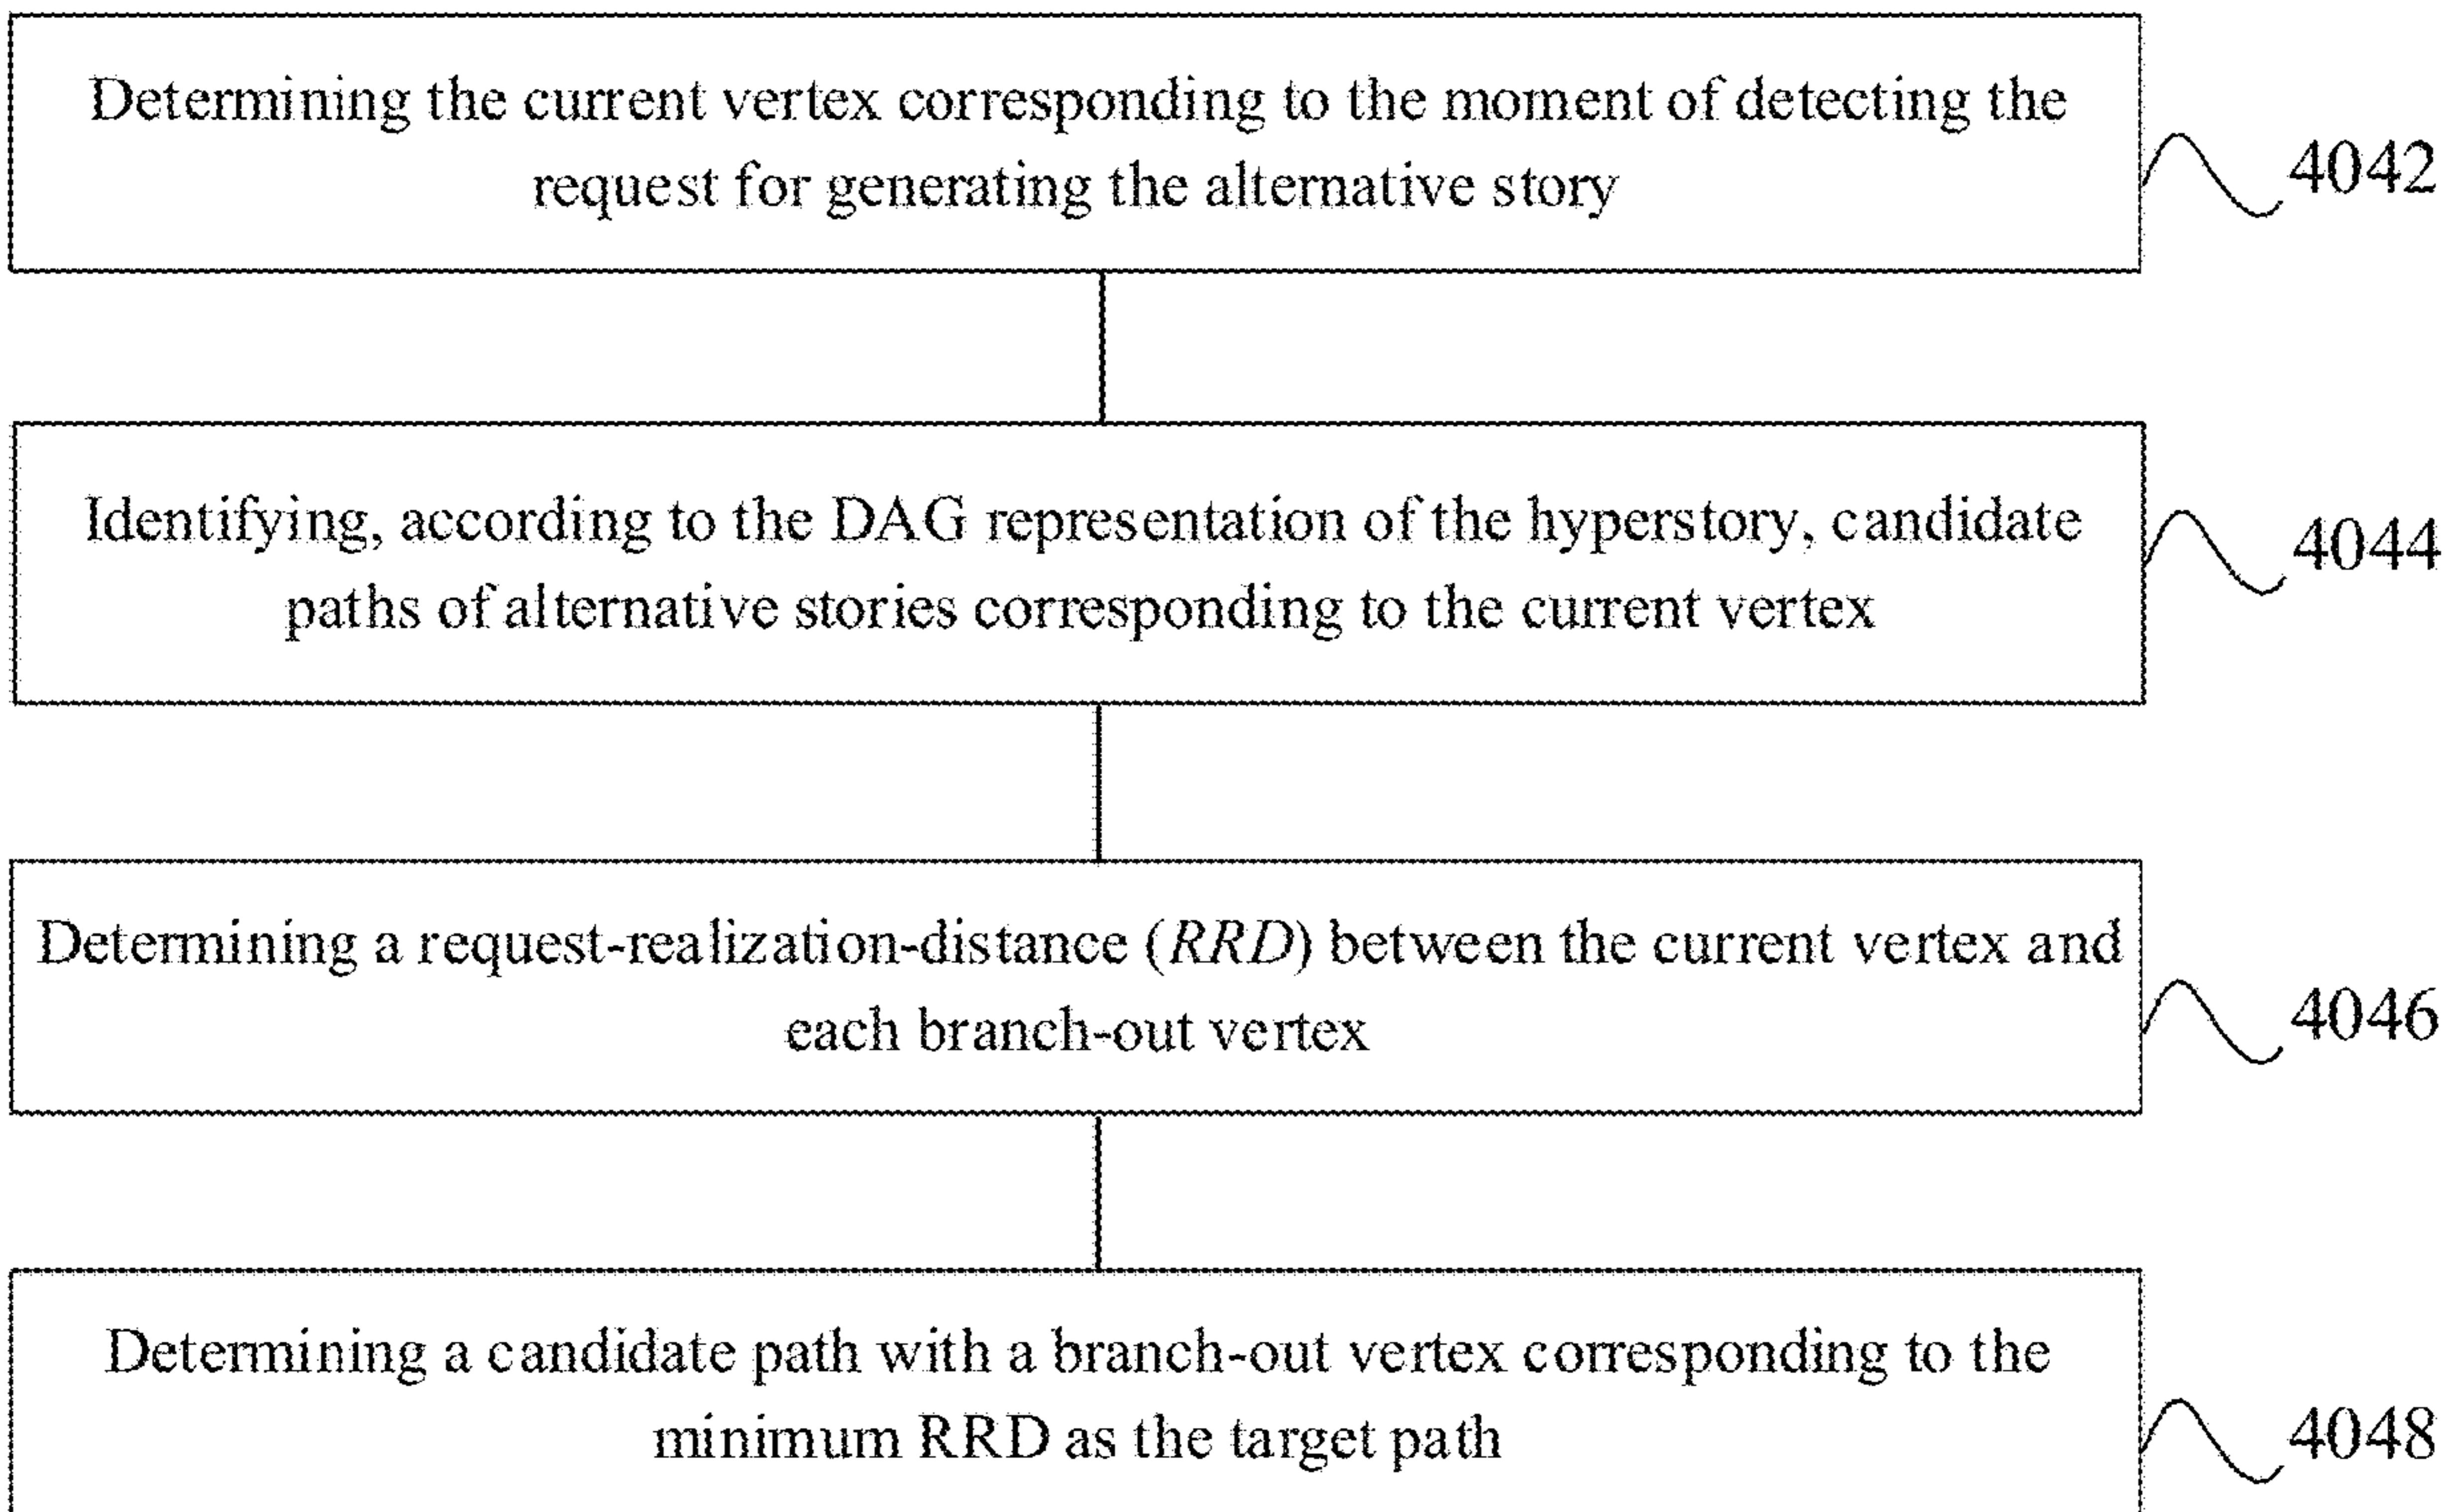 Determining the current vertex corresponding to the moment of detecting the
request for generating the alternative story
4042
Identifying, according to the DAG representation of the hyperstory, candidate
paths of alternative stories corresponding to the current vertex
4044
Determining a request-realization-distance (RRD) between the current vertex and
each branch-out vertex
4046
Determining a candidate path with a branch-out vertex corresponding to the
minimum RRD as the target path
4048